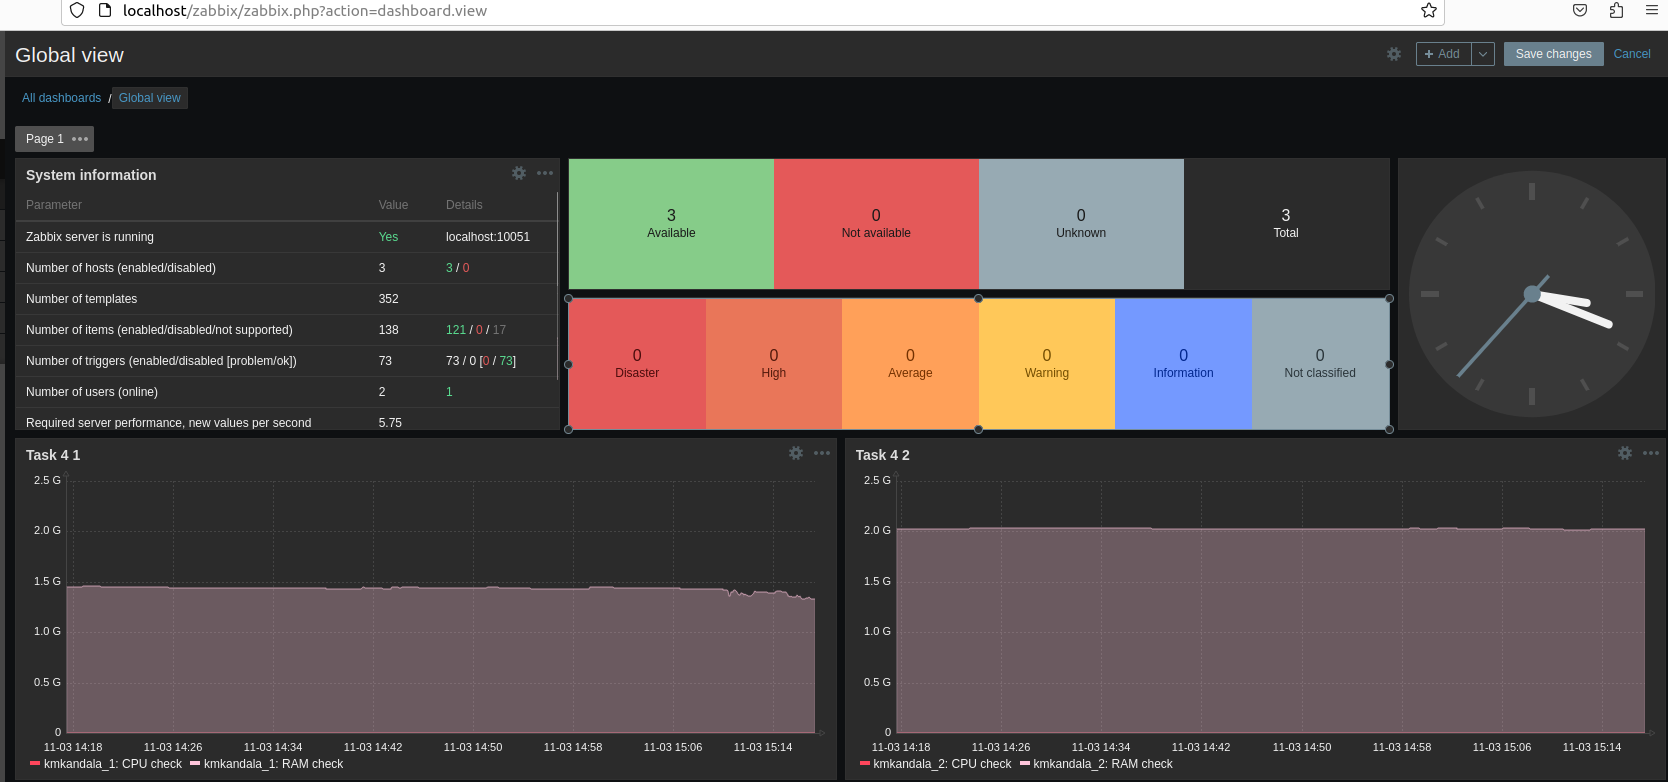 localhost/zabbix/zabbix.php?action=dashboard.view
Global view
+ Add
Save changes
Cancel
All dashboards / Global view
Page 1
System information
Parameter Value Details
Zabbix server is running Yes localhost:10051
Number of hosts (enabled/disabled) 3 3 / 0
Number of templates 352
Number of items (enabled/disabled/not supported) 138 121 / 0 / 17
Number of triggers (enabled/disabled [problem/ok]) 73 73 / 0 [0 / 73]
Number of users (online) 2 1
Required server performance, new values per second 5.75
3
Available
0
Not available
0
Unknown
3
Total
0
Disaster
0
High
0
Average
0
Warning
0
Information
0
Not classified
Task 4 1
2.5 G
2.0 G
1.5 G
1.0 G
0.5 G
0
11-03 14:18 11-03 14:26 11-03 14:34 11-03 14:42 11-03 14:50 11-03 14:58 11-03 15:06 11-03 15:14
kmkandala_1: CPU check kmkandala_1: RAM check
Task 4 2
2.5 G
2.0 G
1.5 G
1.0 G
0.5 G
0
11-03 14:18 11-03 14:26 11-03 14:34 11-03 14:42 11-03 14:50 11-03 14:58 11-03 15:06 11-03 15:14
kmkandala_2: CPU check kmkandala_2: RAM check